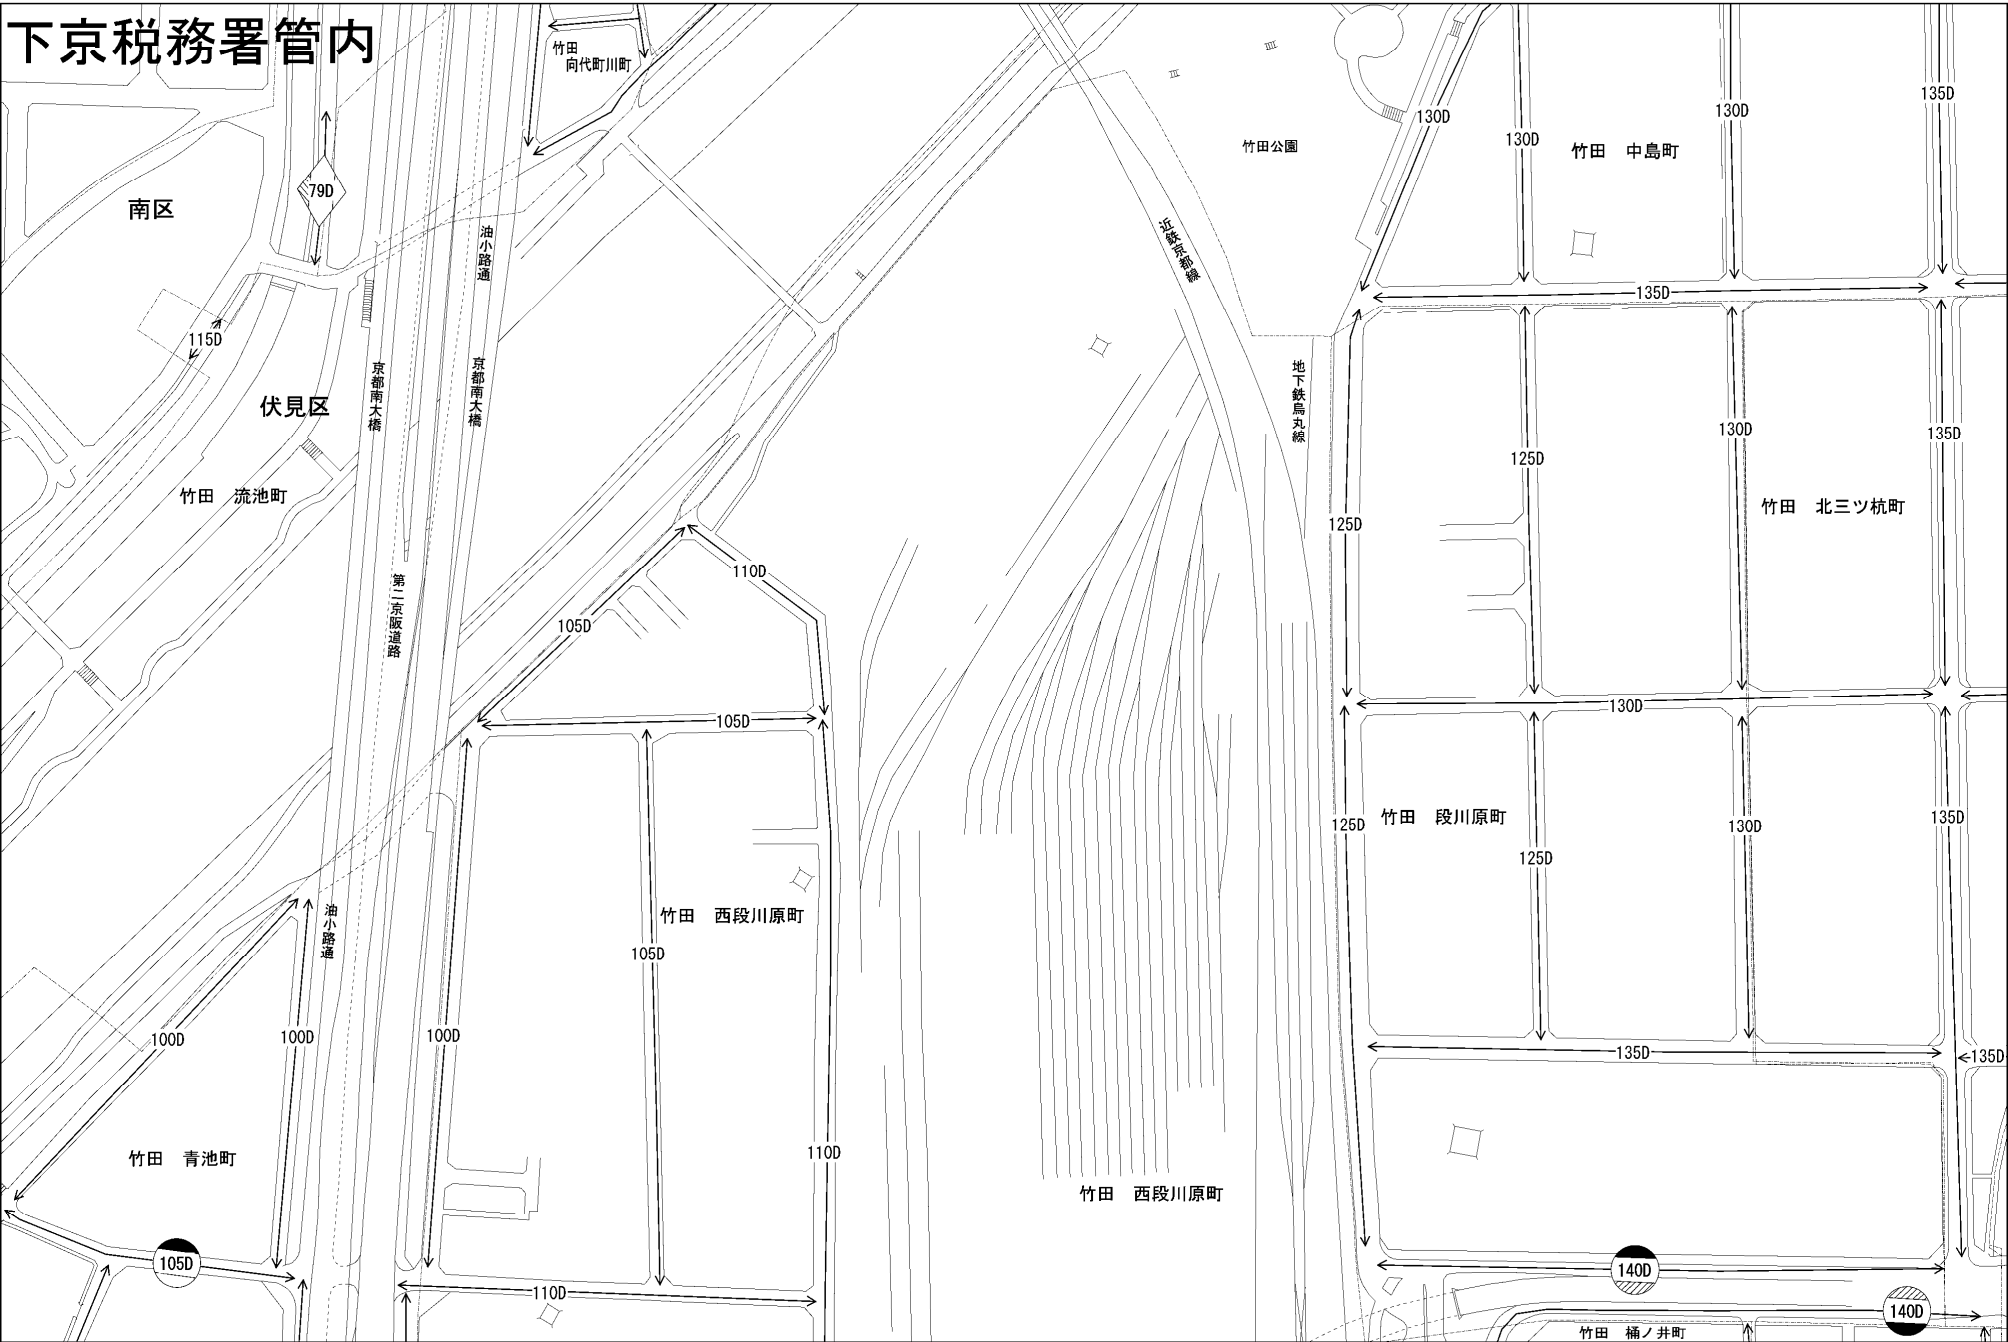 下京税務署管内
竹田
向代町川町
79D
南区
115D
伏見区
竹田 流池町
京都南大橋
油小路通
京都南大橋
第二京阪道路
油小路通
竹田公園
近鉄京都線
地下鉄烏丸線
130D
130D
130D
135D
竹田 中島町
135D
125D
125D
130D
135D
竹田 北三ツ杭町
130D
110D
105D
105D
125D
竹田 段川原町
125D
130D
135D
竹田 西段川原町
105D
100D
100D
100D
135D
135D
竹田 青池町
110D
竹田 西段川原町
105D
110D
140D
140D
竹田 桶ノ井町